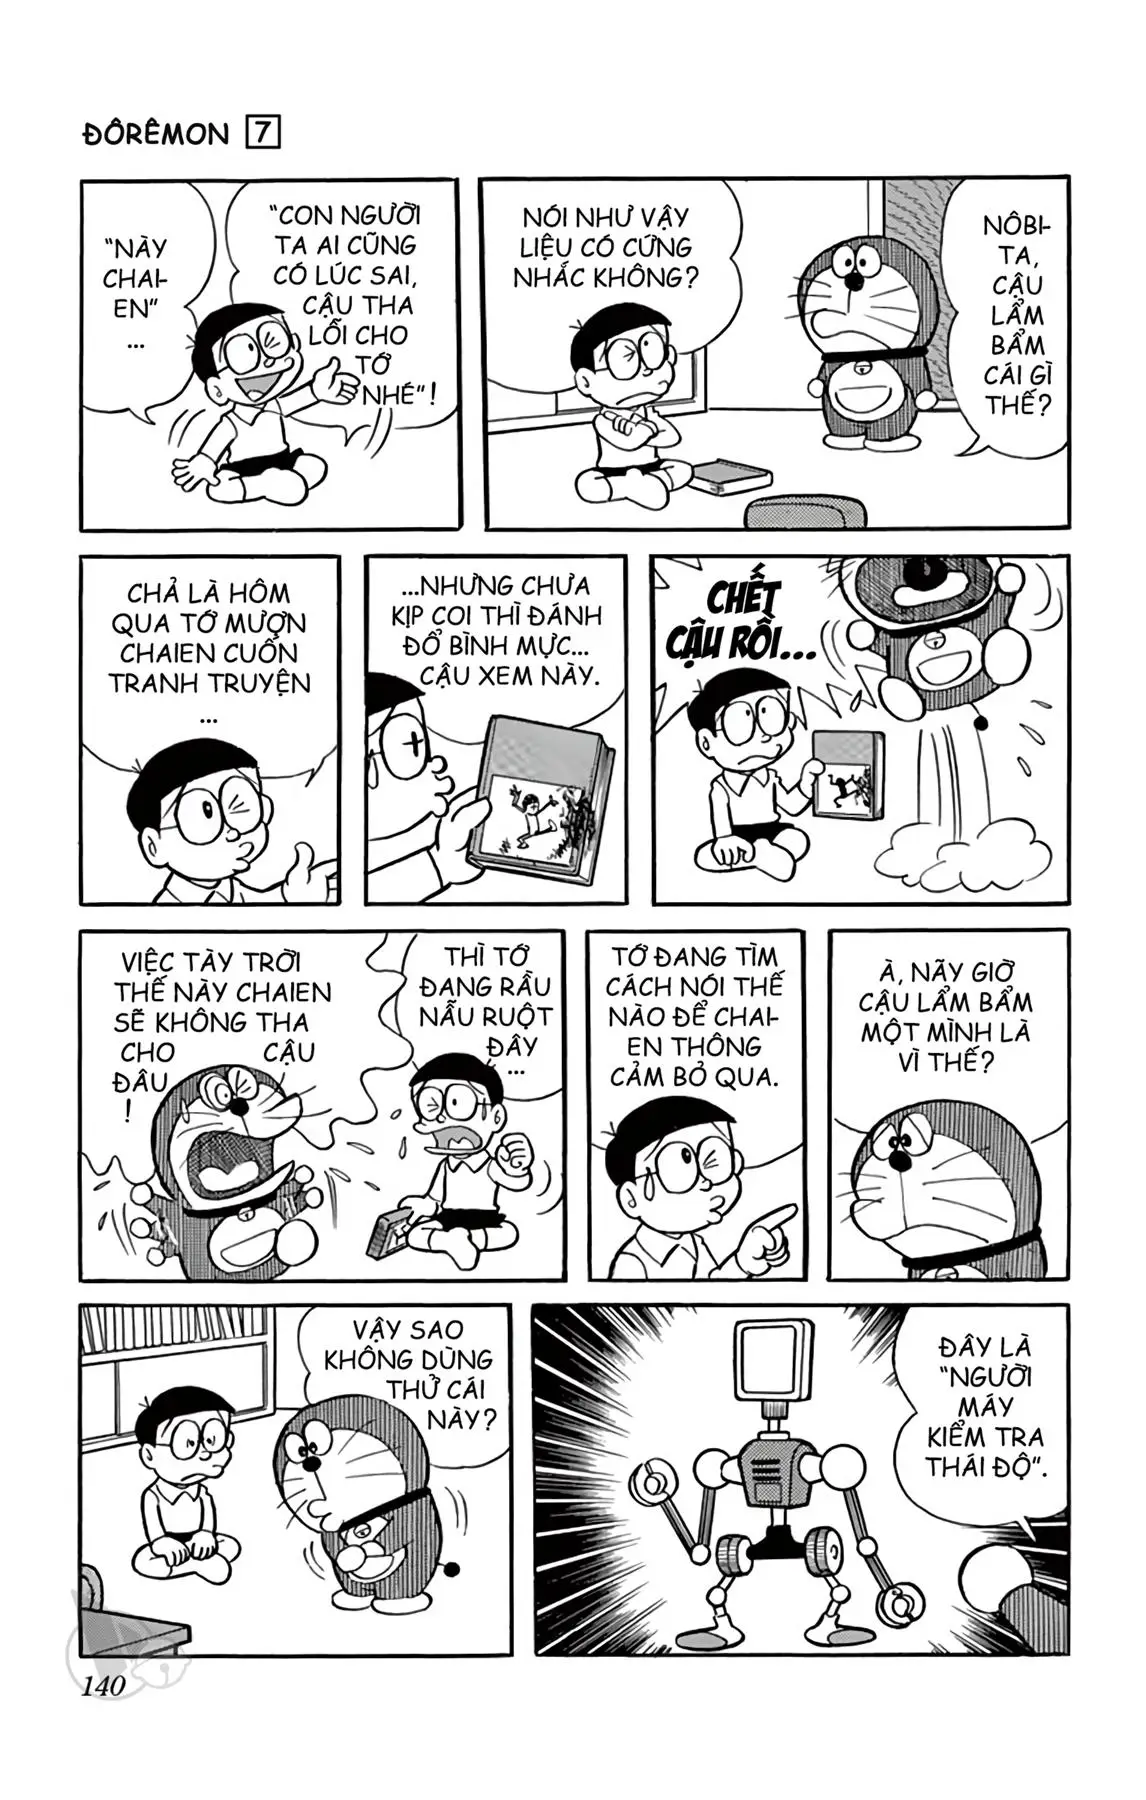 ĐÔRÊMON 7
"NÀY
CHAI-
EN"
...
"CON NGƯỜI
TA AI CŨNG
CÓ LÚC SAI,
CẬU THA
LỖI CHO
TỚ
NHÉ"!
NÓI NHƯ VẬY
LIỆU CÓ CỨNG
NHẮC KHÔNG?
NÔBI-
TA,
CẬU
LẨM
BẨM
CÁI GÌ
THẾ?
CHẢ LÀ HÔM
QUA TỚ MƯỢN
CHAIEN CUỐN
TRANH TRUYỆN
...
...NHƯNG CHƯA
KỊP COI THÌ ĐÁNH
ĐỔ BÌNH MỰC...
CẬU XEM NÀY.
CHẾT
CẬU RỒI...
VIỆC TÀY TRỜI
THẾ NÀY CHAIEN
SẼ KHÔNG THA
CHO CẬU
ĐÂU
!
THÌ TỚ
ĐANG RẦU
NẪU RUỘT
ĐÂY
...
TỚ ĐANG TÌM
CÁCH NÓI THẾ
NÀO ĐỂ CHAI-
EN THÔNG
CẢM BỎ QUA.
À, NÃY GIỜ
CẬU LẨM BẨM
MỘT MÌNH LÀ
VÌ THẾ?
VẬY SAO
KHÔNG DÙNG
THỬ CÁI
NÀY?
ĐÂY LÀ
"NGƯỜI
MÁY
KIỂM TRA
THÁI ĐỘ".
140